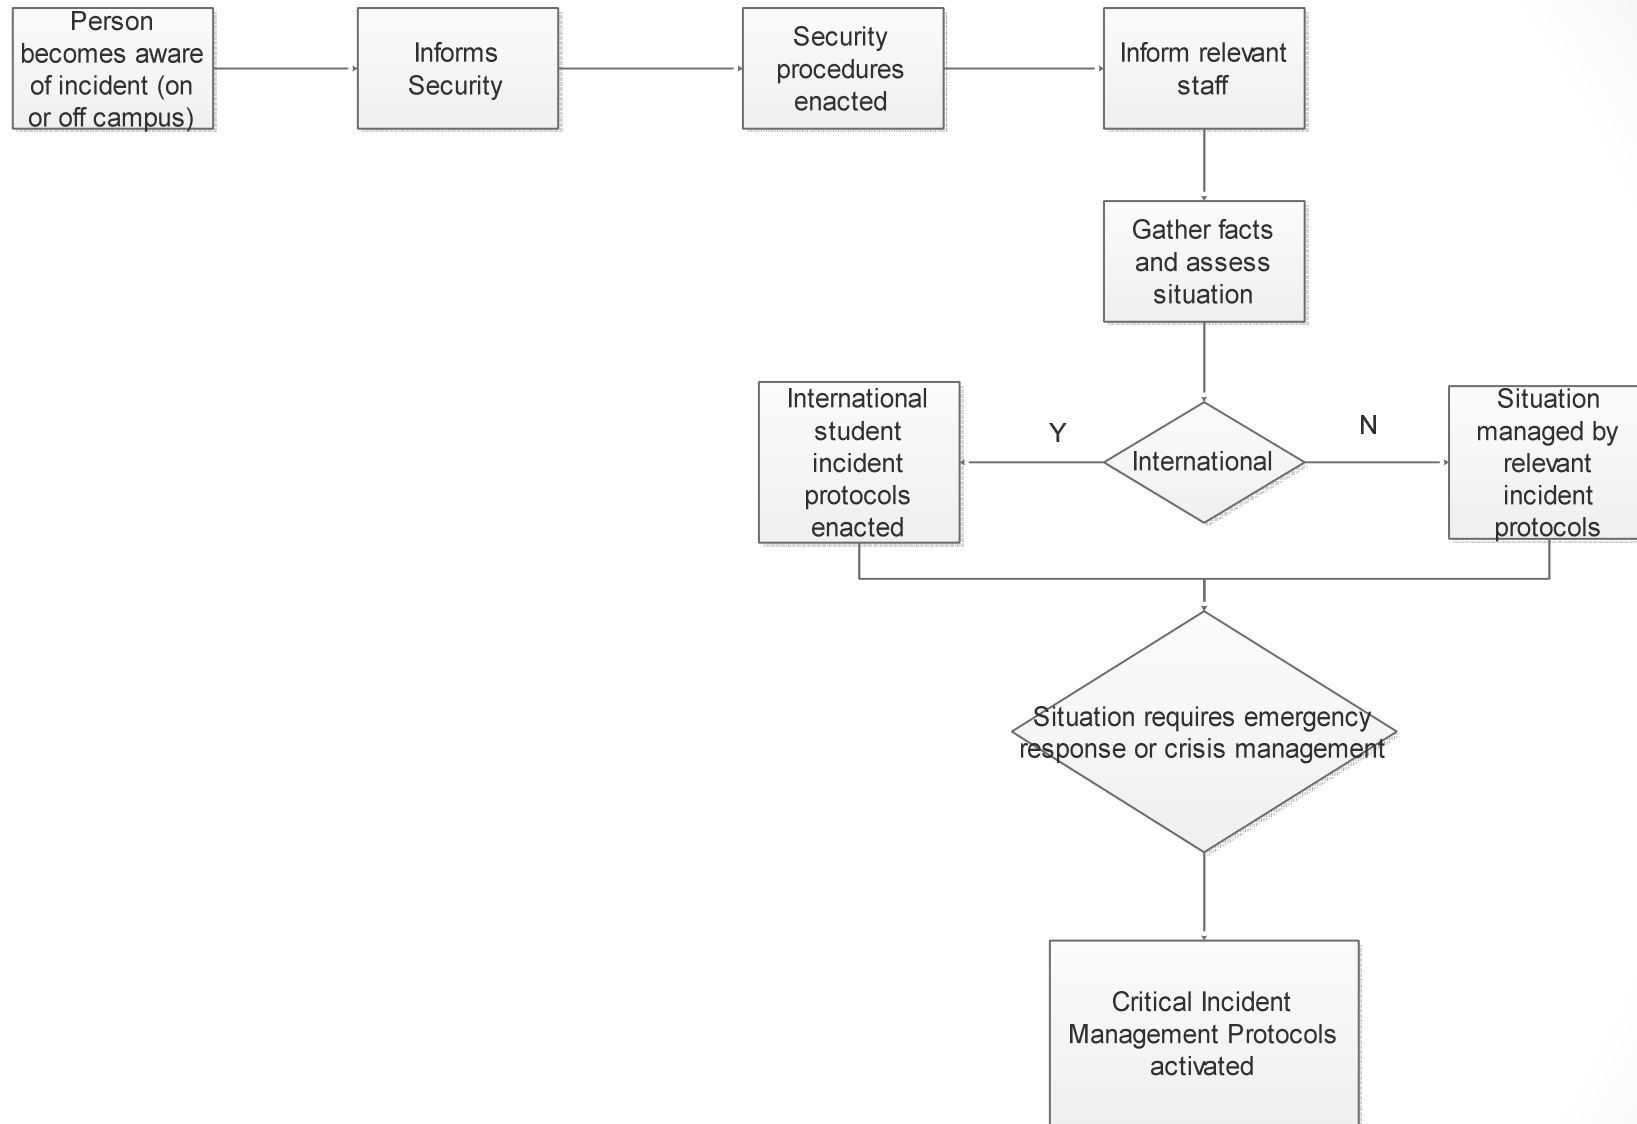 Person
becomes aware
of incident (on
or off campus)
Informs
Security
Security
procedures
enacted
Inform relevant
staff
Gather facts
and assess
situation
International
student
incident
protocols
enacted
Y
International
N
Situation
managed by
relevant
incident
protocols
Situation requires emergency
response or crisis management
Critical Incident
Management Protocols
activated